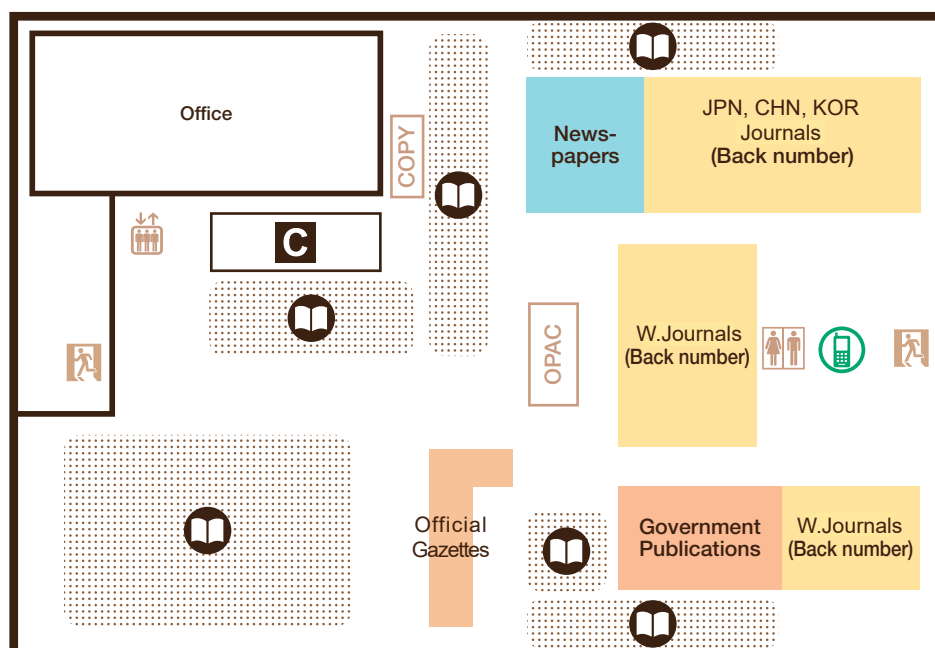 Office
COPY
News-
papers
JPN, CHN, KOR
Journals
(Back number)
C
OPAC
W.Journals
(Back number)
Official
Gazettes
Government
Publications
W.Journals
(Back number)